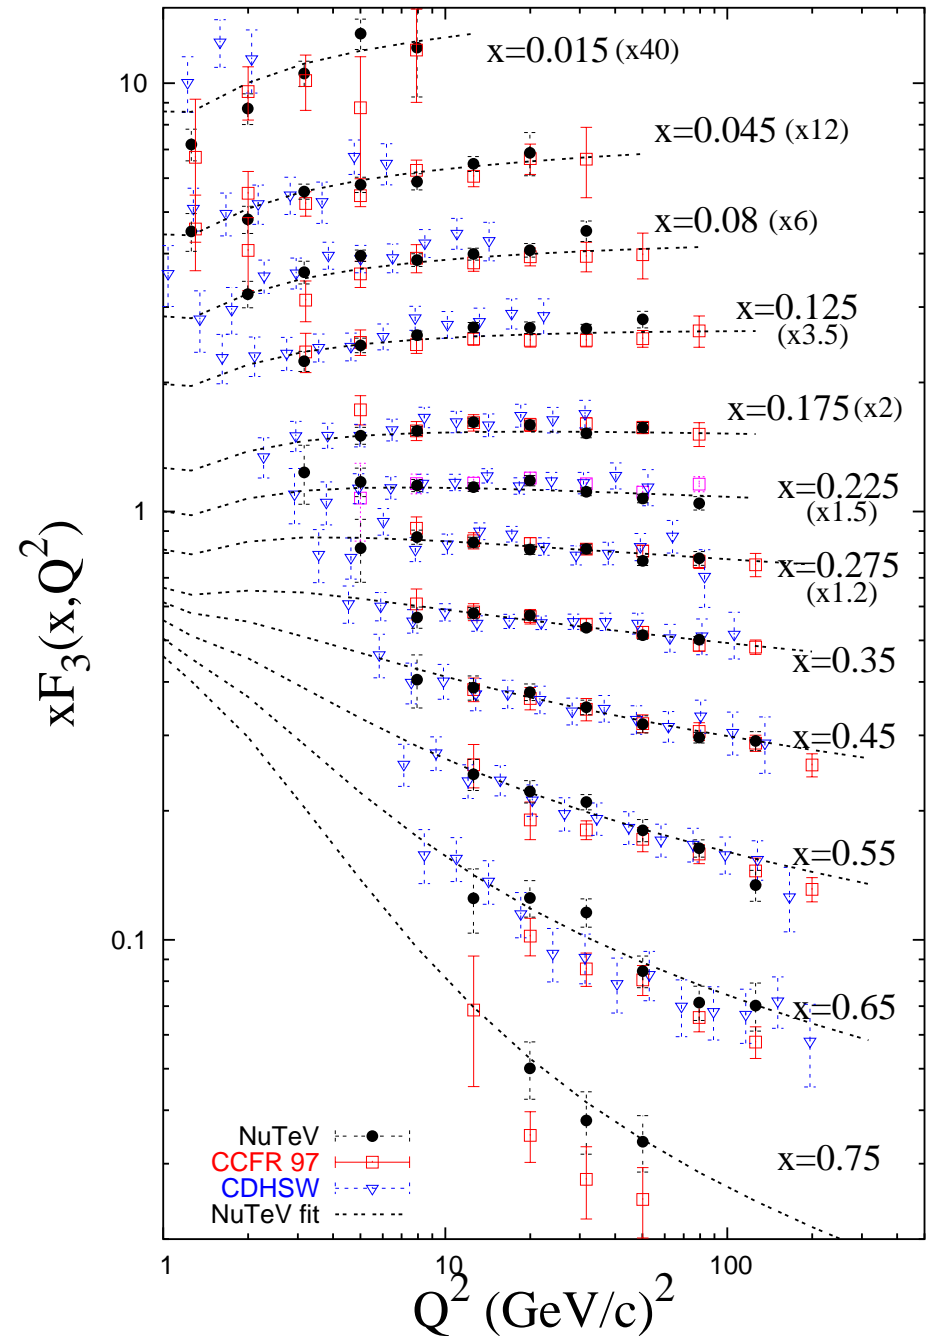 x=0.015 (x40)
10
x=0.045 (x12)
x=0.08 (x6)
x=0.125
(x3.5)
x=0.175 (x2)
1
x=0.225
(x1.5)
x=0.275
(x1.2)
xF₃(x,Q²)
x=0.35
x=0.45
x=0.55
0.1
x=0.65
NuTeV
CCFR 97
x=0.75
CDHSW
NuTeV fit
1
10
100
Q² (GeV/c)²